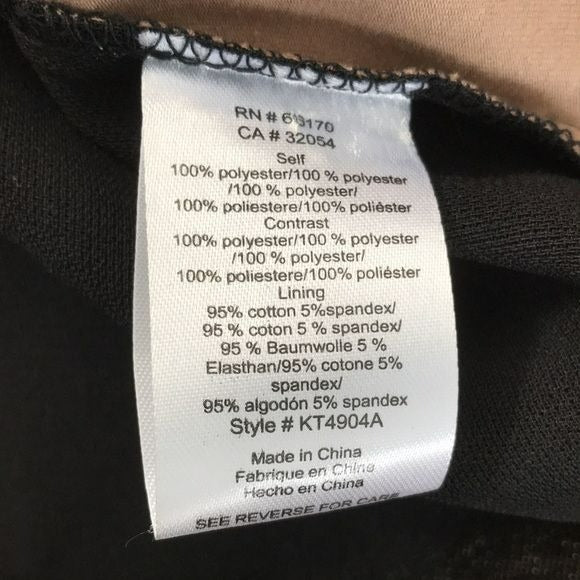 RN # 68170
CA # 32054
Self
100% polyester/100 % polyester
/100 % polyester/
100% poliestere/100% poliéster
Contrast
100% polyester/100 % polyester
/100 % polyester/
100% poliestere/100% poliéster
Lining
95% cotton 5%spandex/
95 % coton 5 % spandex/
95 % Baumwolle 5 %
Elasthan/95% cotone 5%
spandex/
95% algodón 5% spandex
Style # KT4904A
Made in China
Fabrique en Chine
Hecho en China
SEE REVERSE FOR CARE